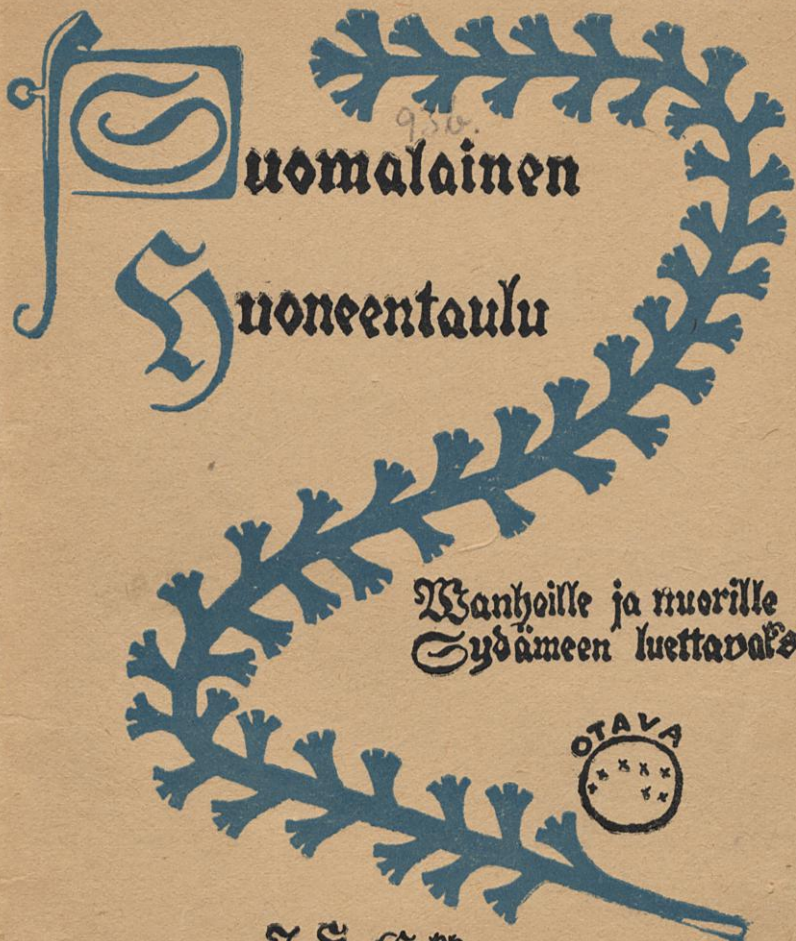 Suomalainen
Huoneentaulu
Wanhoille ja nuorille
Sydämeen luettavaks
OTAVA